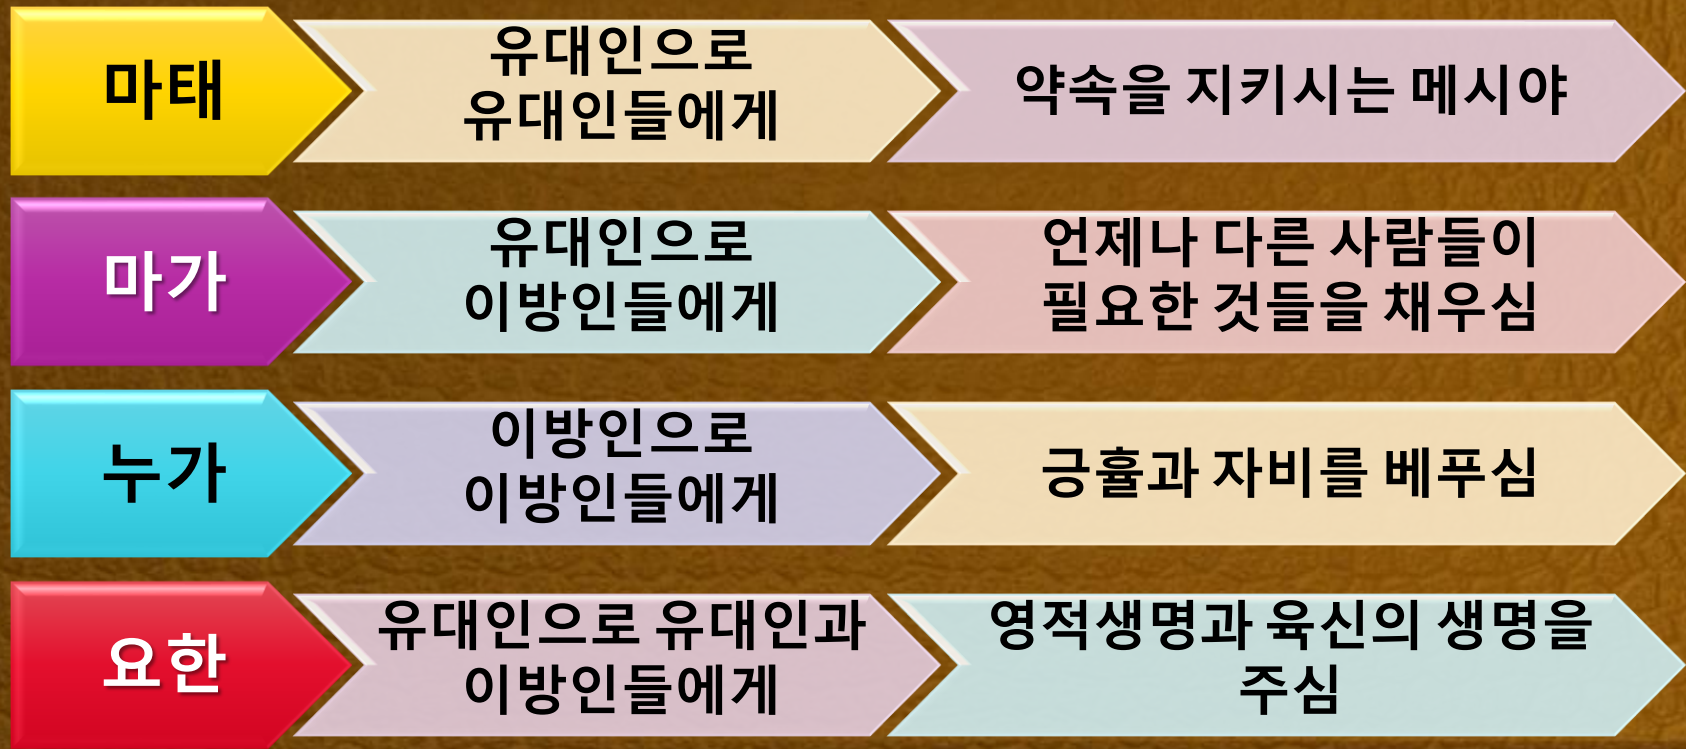 마태
유대인으로
유대인들에게
약속을 지키시는 메시야
마가
유대인으로
이방인들에게
언제나 다른 사람들이
필요한 것들을 채우심
누가
이방인으로
이방인들에게
긍휼과 자비를 베푸심
요한
유대인으로 유대인과
이방인들에게
영적생명과 육신의 생명을
주심